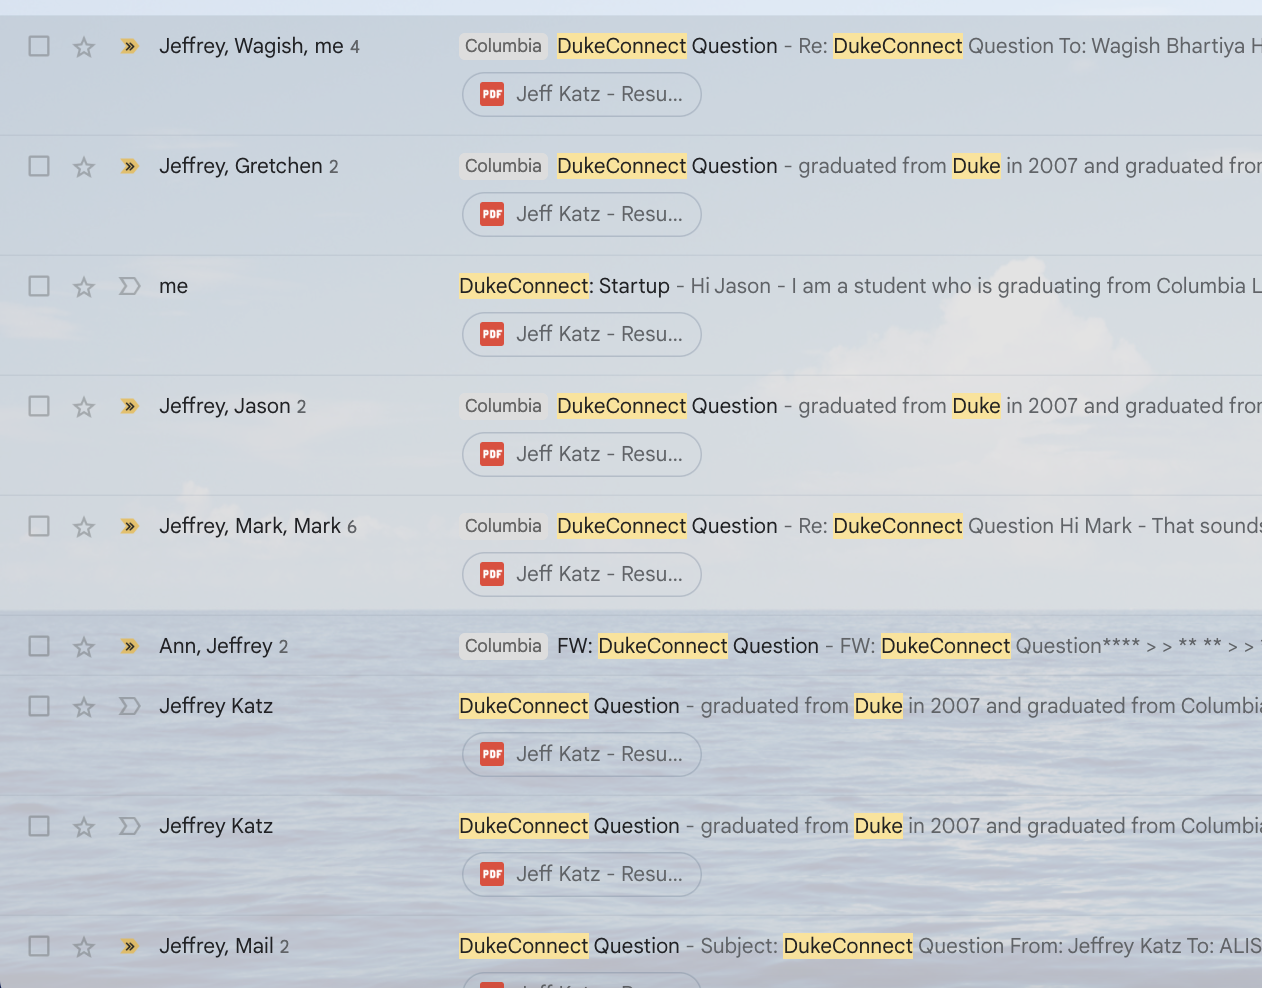 Jeffrey, Wagish, me 4 Columbia DukeConnect Question - Re: DukeConnect Question To: Wagish Bhartiya H
PDF Jeff Katz - Resu...
Jeffrey, Gretchen 2 Columbia DukeConnect Question - graduated from Duke in 2007 and graduated from
PDF Jeff Katz - Resu...
me DukeConnect: Startup - Hi Jason - I am a student who is graduating from Columbia L
PDF Jeff Katz - Resu...
Jeffrey, Jason 2 Columbia DukeConnect Question - graduated from Duke in 2007 and graduated from
PDF Jeff Katz - Resu...
Jeffrey, Mark, Mark 6 Columbia DukeConnect Question - Re: DukeConnect Question Hi Mark - That sounds
PDF Jeff Katz - Resu...
Ann, Jeffrey 2 Columbia FW: DukeConnect Question - FW: DukeConnect Question**** > > ** ** > >
Jeffrey Katz DukeConnect Question - graduated from Duke in 2007 and graduated from Columbia
PDF Jeff Katz - Resu...
Jeffrey Katz DukeConnect Question - graduated from Duke in 2007 and graduated from Columbia
PDF Jeff Katz - Resu...
Jeffrey, Mail 2 DukeConnect Question - Subject: DukeConnect Question From: Jeffrey Katz To: ALIS